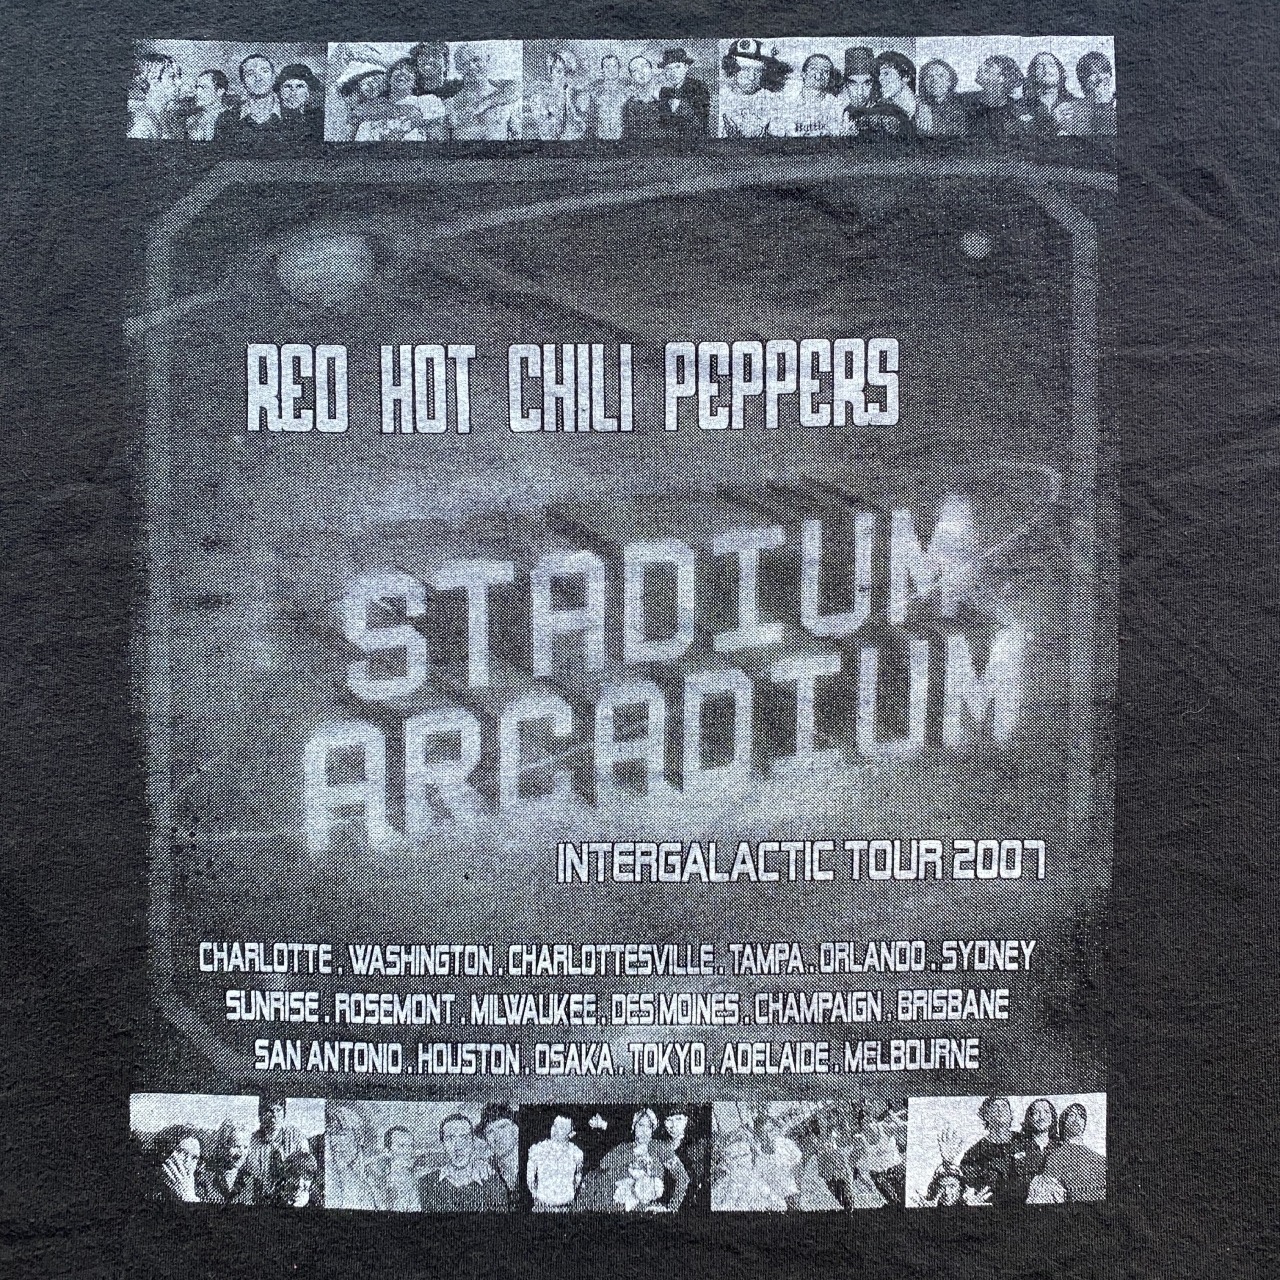 RED HOT CHILI PEPPERS
STADIUM
ARCADIUM
INTERGALACTIC TOUR 2007
CHARLOTTE . WASHINGTON . CHARLOTTESVILLE . TAMPA . ORLANDO . SYDNEY
SUNRISE . ROSEMONT . MILWAUKEE . DES MOINES . CHAMPAIGN . BRISBANE
SAN ANTONIO . HOUSTON . OSAKA . TOKYO . ADELAIDE . MELBOURNE